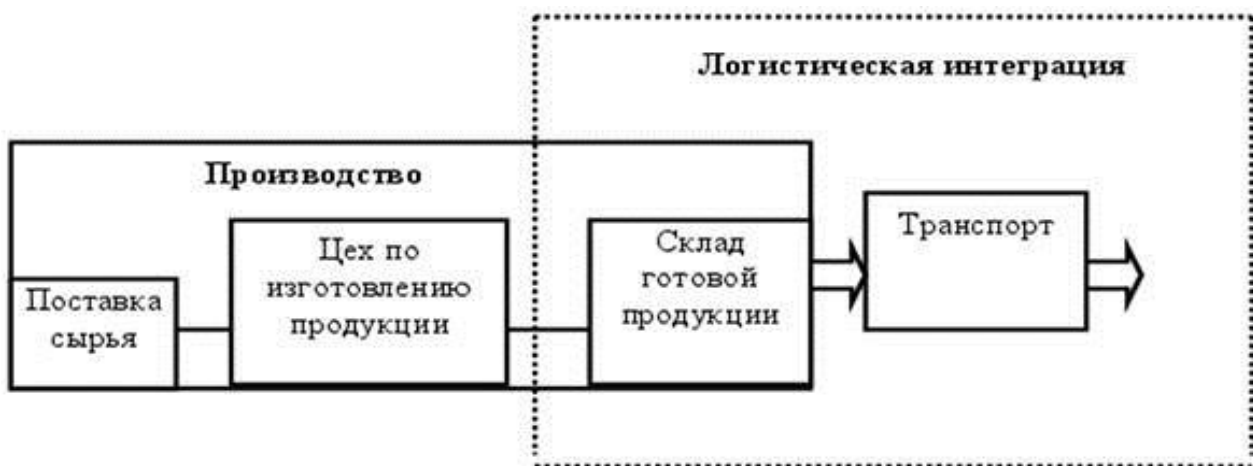 Логистическая интеграция
Производство
Поставка
сырья
Цех по
изготовлению
продукции
Склад
готовой
продукции
Транспорт